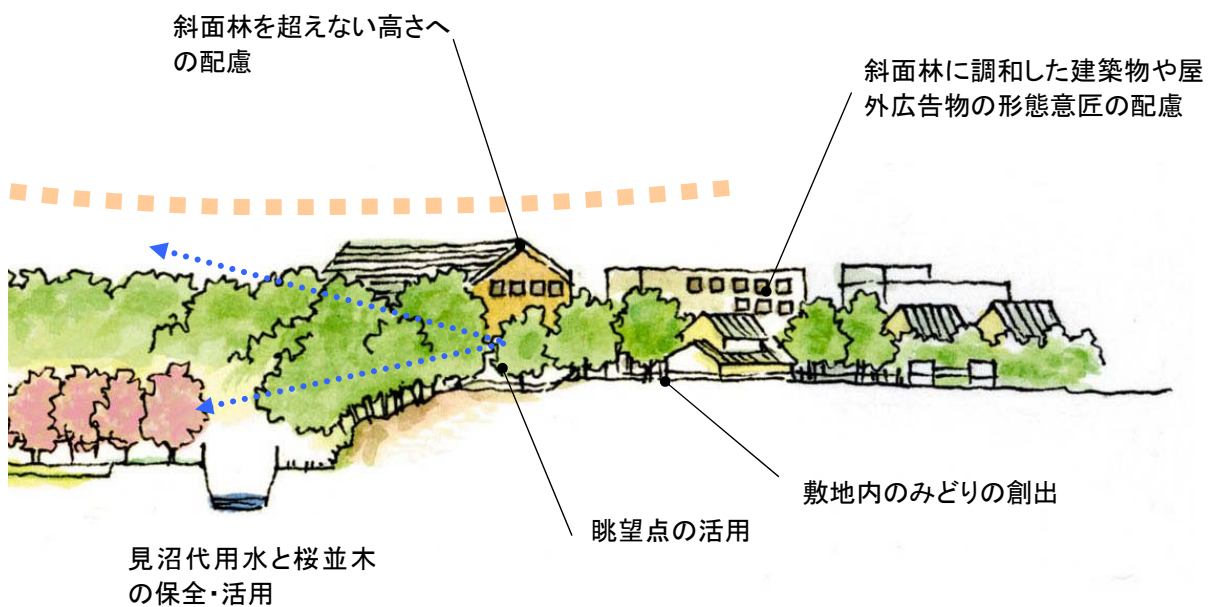 斜面林を超えない高さへ
の配慮
斜面林に調和した建築物や屋
外広告物の形態意匠の配慮
敷地内のみどりの創出
眺望点の活用
見沼代用水と桜並木
の保全・活用